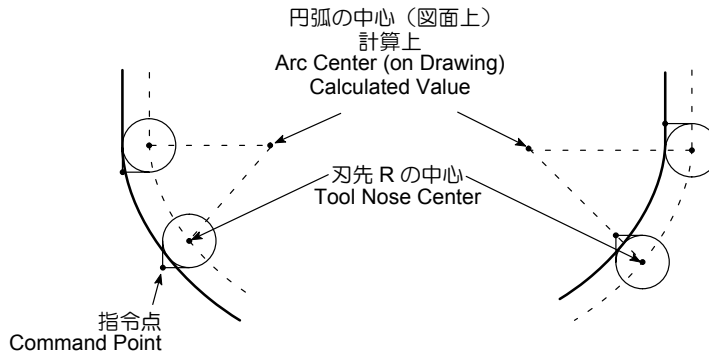 円弧の中心（図面上）
計算上
Arc Center (on Drawing)
Calculated Value
刃先 R の中心
Tool Nose Center
指令点
Command Point